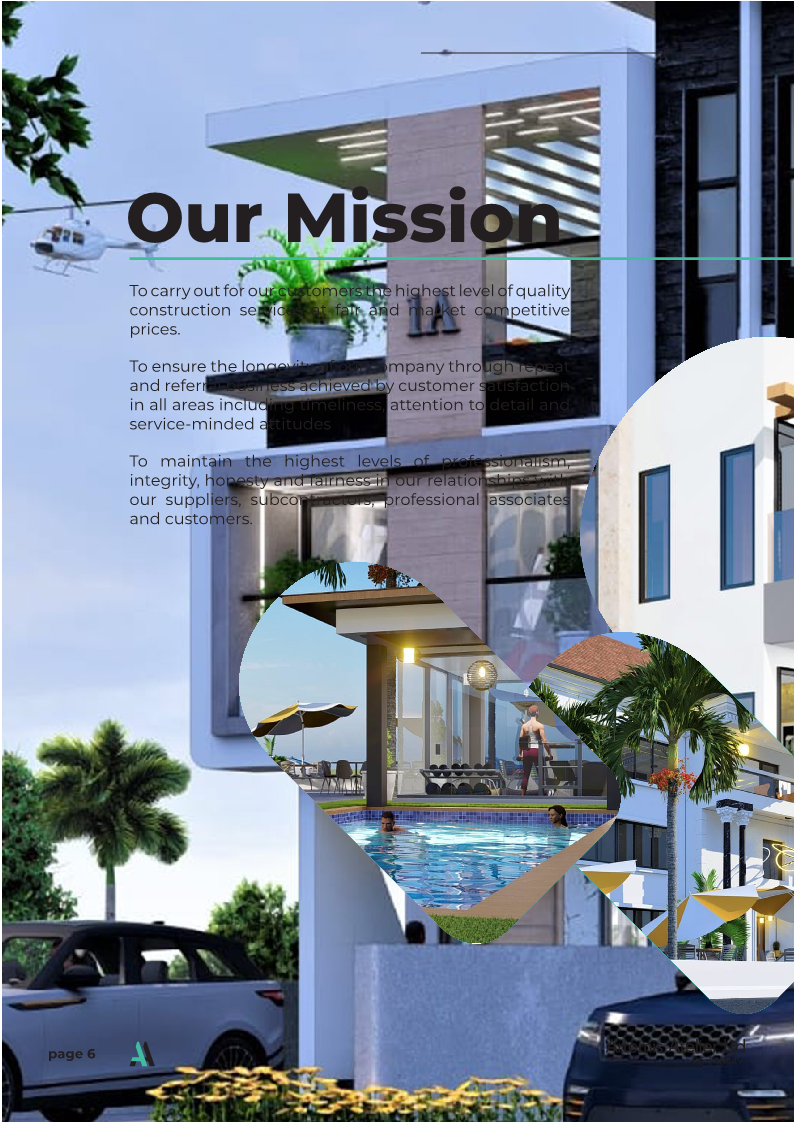 Our Mission
To carry out for our customers the highest level of quality
construction services at fair and market competitive
prices.
1A
To ensure the longevity of our company through repeat
and referral business achieved by customer satisfaction
in all areas including timeliness, attention to detail and
service-minded attitudes
To maintain the highest levels of professionalism,
integrity, honesty and fairness in our relationships with
our suppliers, subcontractors, professional associates
and customers.
page 6